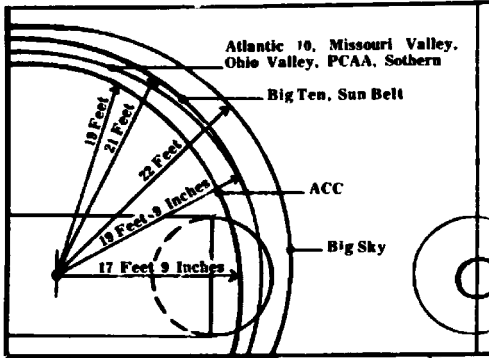 Atlantic 10, Missouri Valley,
Ohio Valley, PCAA, Sothern
Big Ten, Sun Belt
19 Feet
21 Feet
22 Feet
19 Feet 9 Inches
ACC
Big Sky
17 Feet 9 Inches